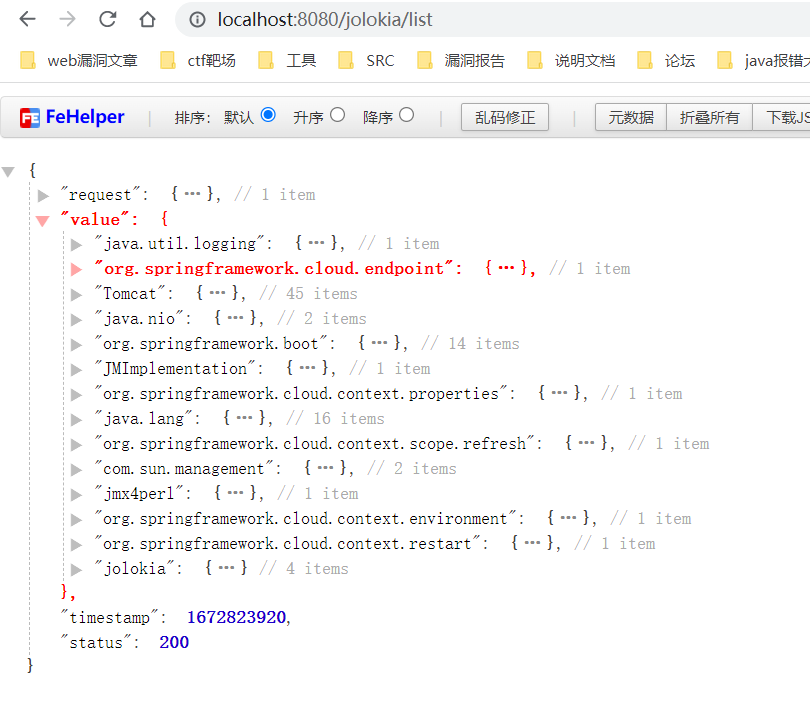 localhost:8080/jolokia/list
web漏洞文章 ctf靶场 工具 SRC 漏洞报告 说明文档 论坛 java报错大
FE FeHelper | 排序: 默认 升序 降序 | 乱码修正 | 元数据 折叠所有 下载JS
{
"request": { ··· }, // 1 item
"value": {
"java.util.logging": { ··· }, // 1 item
"org.springframework.cloud.endpoint": { ··· }, // 1 item
"Tomcat": { ··· }, // 45 items
"java.nio": { ··· }, // 2 items
"org.springframework.boot": { ··· }, // 14 items
"JMImplementation": { ··· }, // 1 item
"org.springframework.cloud.context.properties": { ··· }, // 1 item
"java.lang": { ··· }, // 16 items
"org.springframework.cloud.context.scope.refresh": { ··· }, // 1 item
"com.sun.management": { ··· }, // 2 items
"jmx4perl": { ··· }, // 1 item
"org.springframework.cloud.context.environment": { ··· }, // 1 item
"org.springframework.cloud.context.restart": { ··· }, // 1 item
"jolokia": { ··· } // 4 items
},
"timestamp": 1672823920,
"status": 200
}